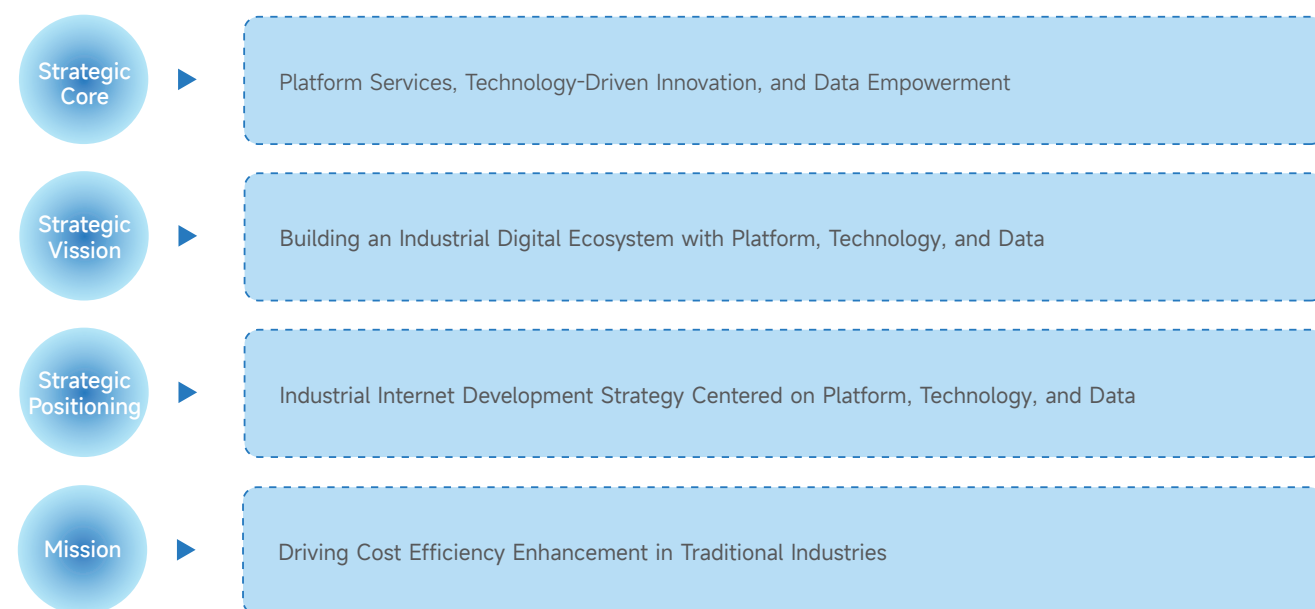 Strategic
Core
Platform Services, Technology-Driven Innovation, and Data Empowerment
Strategic
Vission
Building an Industrial Digital Ecosystem with Platform, Technology, and Data
Strategic
Positioning
Industrial Internet Development Strategy Centered on Platform, Technology, and Data
Mission
Driving Cost Efficiency Enhancement in Traditional Industries